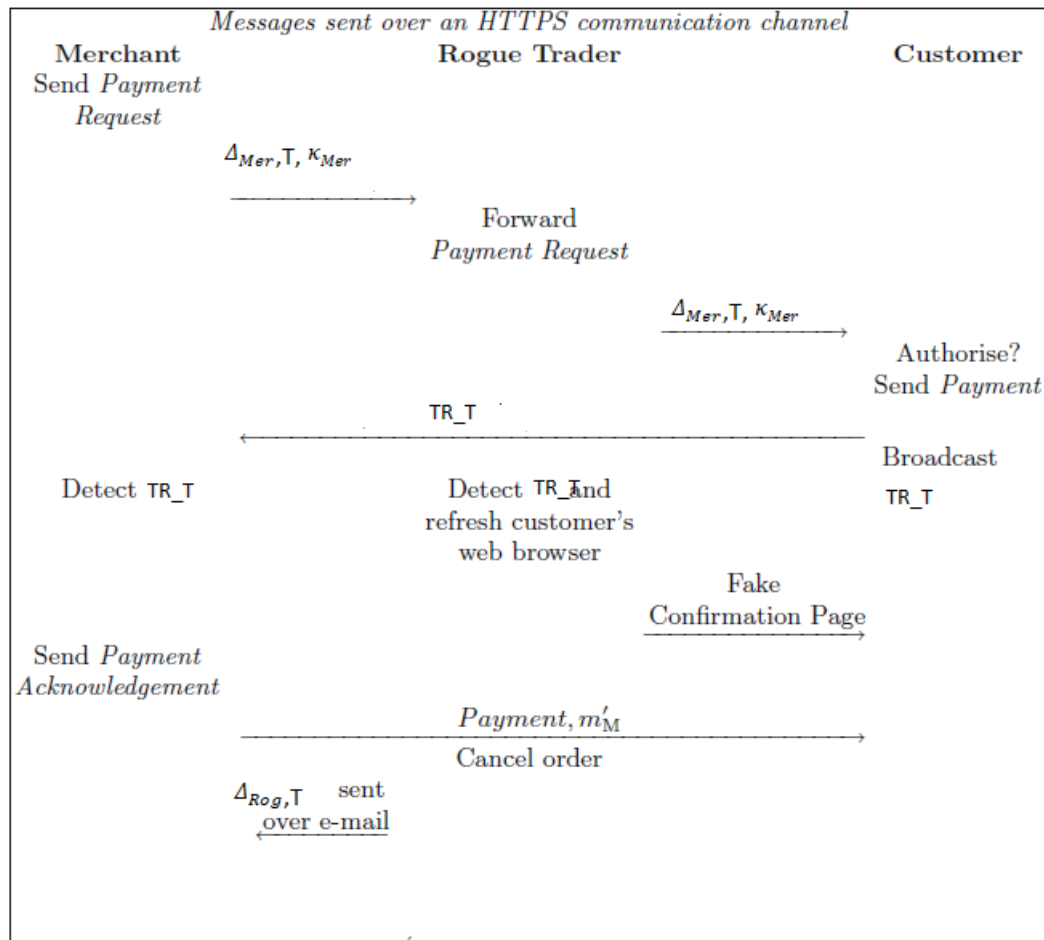 Messages sent over an HTTPS communication channel
Merchant Rogue Trader Customer
Send Payment
Request
Δ_Mer,T, κ_Mer
Forward
Payment Request
Δ_Mer,T, κ_Mer
Authorise?
Send Payment
TR_T
Broadcast
TR_T
Detect TR_T
Detect TR_T and
refresh customer's
web browser
Fake
Confirmation Page
Send Payment
Acknowledgement
Payment, m′_M
Cancel order
Δ_Rog,T sent
over e-mail